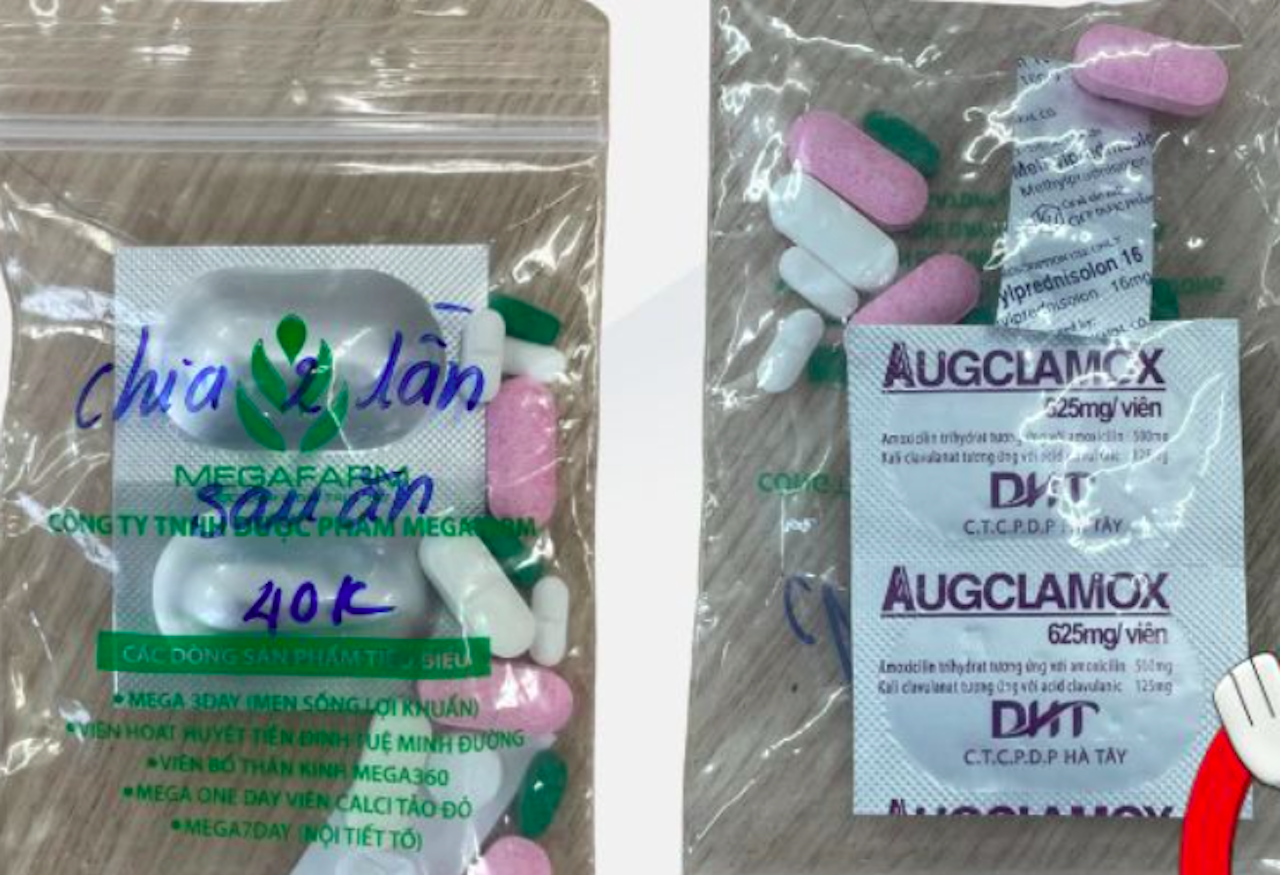 chia 2 lần
MEGAFARM
sau ăn
CÔNG TY TNHH DƯỢC PHẨM MEGAFARM
40K
CÁC DÒNG SẢN PHẨM TIÊU BIỂU
• MEGA 3DAY (MEN SỐNG LỢI KHUẨN)
• VIÊN HOẠT HUYẾT TIỀN ĐÌNH TUỆ MINH ĐƯỜNG
• VIÊN BỔ THẦN KINH MEGA360
• MEGA ONE DAY VIÊN CALCI TẢO ĐỎ
• MEGA7DAY (NỘI TIẾT TỐ)
ylprednisolon 16
ylprednisolon 16mg
AUGCLAMOX
625mg/ viên
Amoxicilin trihydrat tương ứng với amoxicilin 500mg
Kali clavulanat tương ứng với acid clavulanic 125mg
DHT
C.T.C.P.D.P HÀ TÂY
AUGCLAMOX
625mg/ viên
Amoxicilin trihydrat tương ứng với amoxicilin 500mg
Kali clavulanat tương ứng với acid clavulanic 125mg
DHT
C.T.C.P.D.P HÀ TÂY
AUGCLAMOX